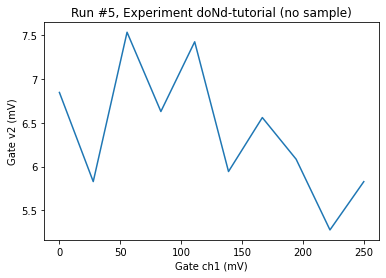 Run #5, Experiment doNd-tutorial (no sample)
7.5
7
6.5
6
5.5
Gate v2 (mV)
0 50 100 150 200 250
Gate ch1 (mV)